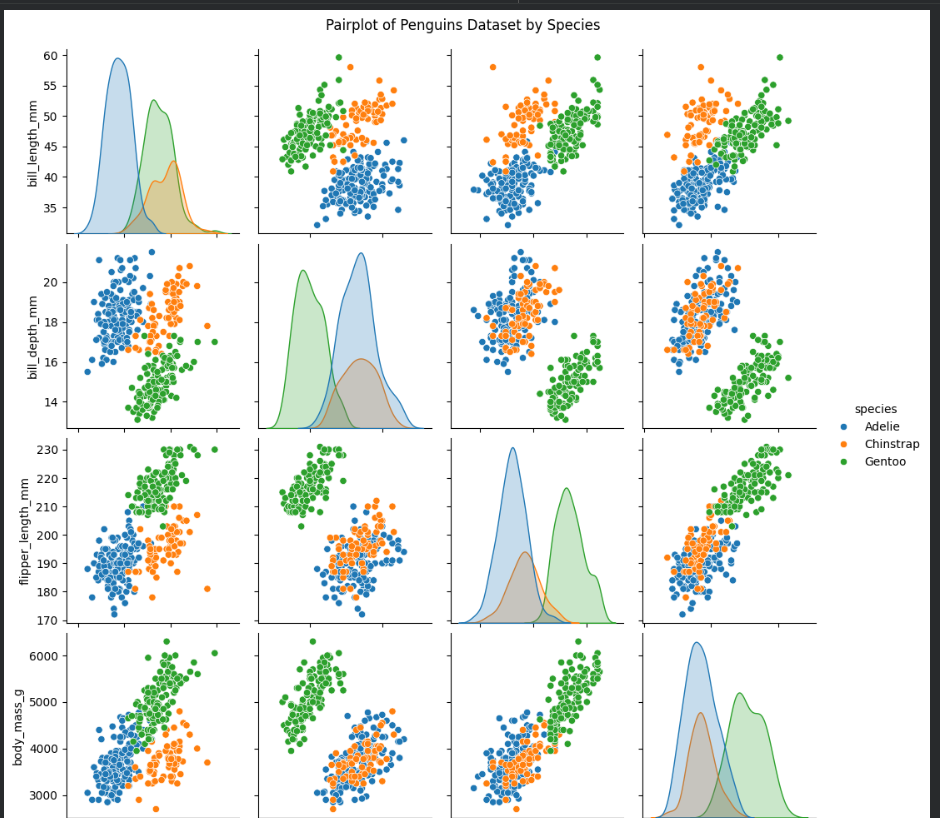 Pairplot of Penguins Dataset by Species
60
55
50
45
40
35
bill_length_mm
20
18
16
14
bill_depth_mm
species
Adelie
Chinstrap
Gentoo
230
220
210
200
190
180
170
flipper_length_mm
6000
5000
4000
3000
body_mass_g